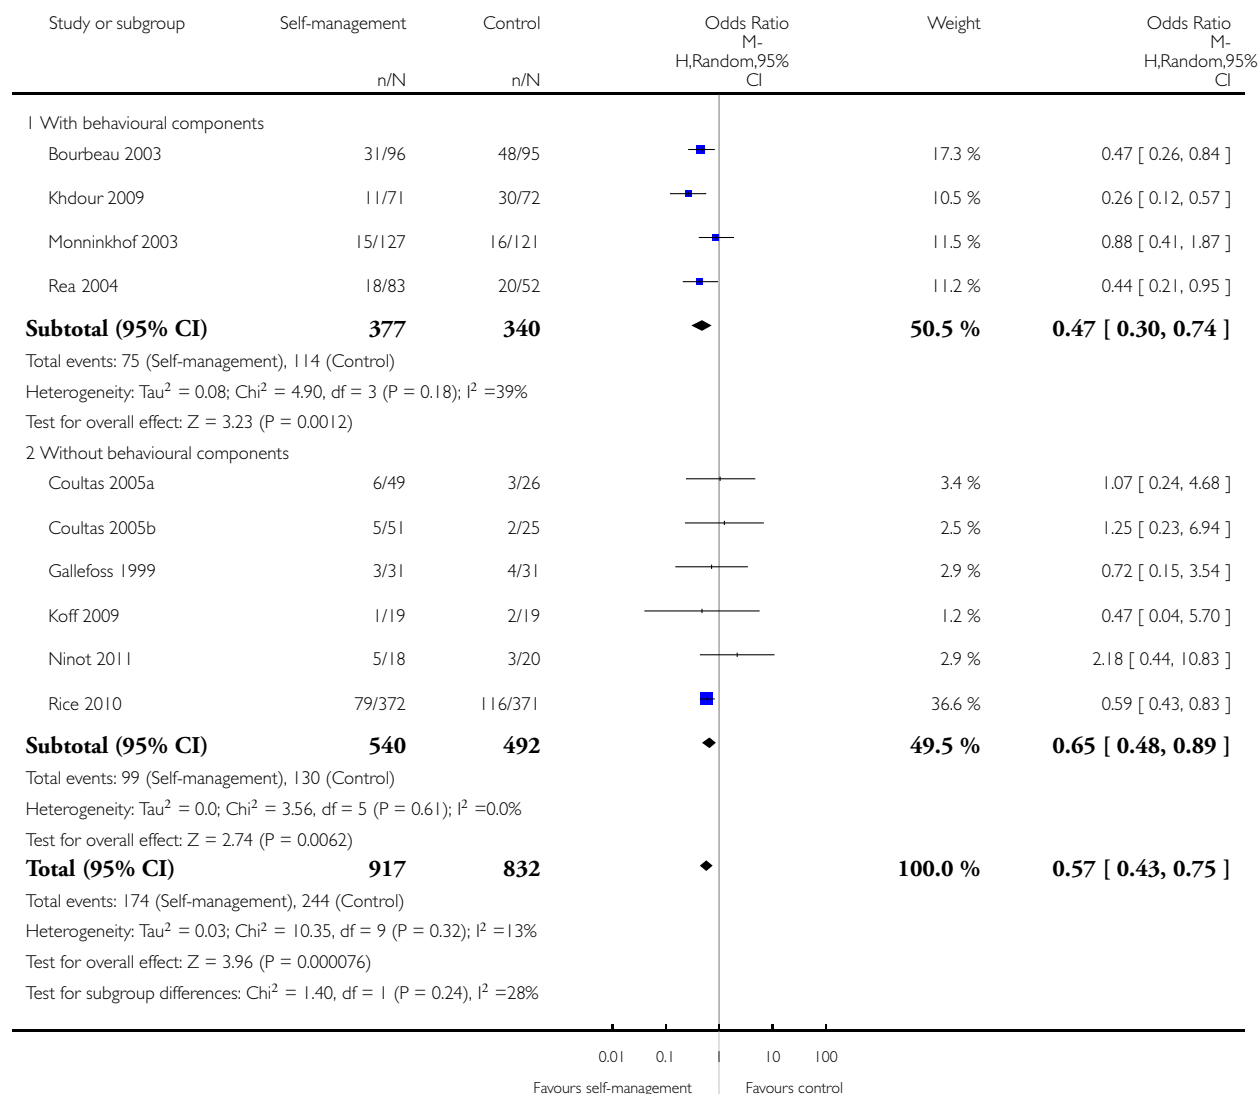 Study or subgroup Self-management Control Odds Ratio Weight Odds Ratio
M- M-
H,Random,95% H,Random,95%
n/N n/N CI CI
1 With behavioural components
Bourbeau 2003 31/96 48/95 17.3 % 0.47 [ 0.26, 0.84 ]
Khdour 2009 11/71 30/72 10.5 % 0.26 [ 0.12, 0.57 ]
Monninkhof 2003 15/127 16/121 11.5 % 0.88 [ 0.41, 1.87 ]
Rea 2004 18/83 20/52 11.2 % 0.44 [ 0.21, 0.95 ]
Subtotal (95% CI) 377 340 50.5 % 0.47 [ 0.30, 0.74 ]
Total events: 75 (Self-management), 114 (Control)
Heterogeneity: Tau² = 0.08; Chi² = 4.90, df = 3 (P = 0.18); I² =39%
Test for overall effect: Z = 3.23 (P = 0.0012)
2 Without behavioural components
Coultas 2005a 6/49 3/26 3.4 % 1.07 [ 0.24, 4.68 ]
Coultas 2005b 5/51 2/25 2.5 % 1.25 [ 0.23, 6.94 ]
Gallefoss 1999 3/31 4/31 2.9 % 0.72 [ 0.15, 3.54 ]
Koff 2009 1/19 2/19 1.2 % 0.47 [ 0.04, 5.70 ]
Ninot 2011 5/18 3/20 2.9 % 2.18 [ 0.44, 10.83 ]
Rice 2010 79/372 116/371 36.6 % 0.59 [ 0.43, 0.83 ]
Subtotal (95% CI) 540 492 49.5 % 0.65 [ 0.48, 0.89 ]
Total events: 99 (Self-management), 130 (Control)
Heterogeneity: Tau² = 0.0; Chi² = 3.56, df = 5 (P = 0.61); I² =0.0%
Test for overall effect: Z = 2.74 (P = 0.0062)
Total (95% CI) 917 832 100.0 % 0.57 [ 0.43, 0.75 ]
Total events: 174 (Self-management), 244 (Control)
Heterogeneity: Tau² = 0.03; Chi² = 10.35, df = 9 (P = 0.32); I² =13%
Test for overall effect: Z = 3.96 (P = 0.000076)
Test for subgroup differences: Chi² = 1.40, df = 1 (P = 0.24), I² =28%
0.01 0.1 1 10 100
Favours self-management Favours control